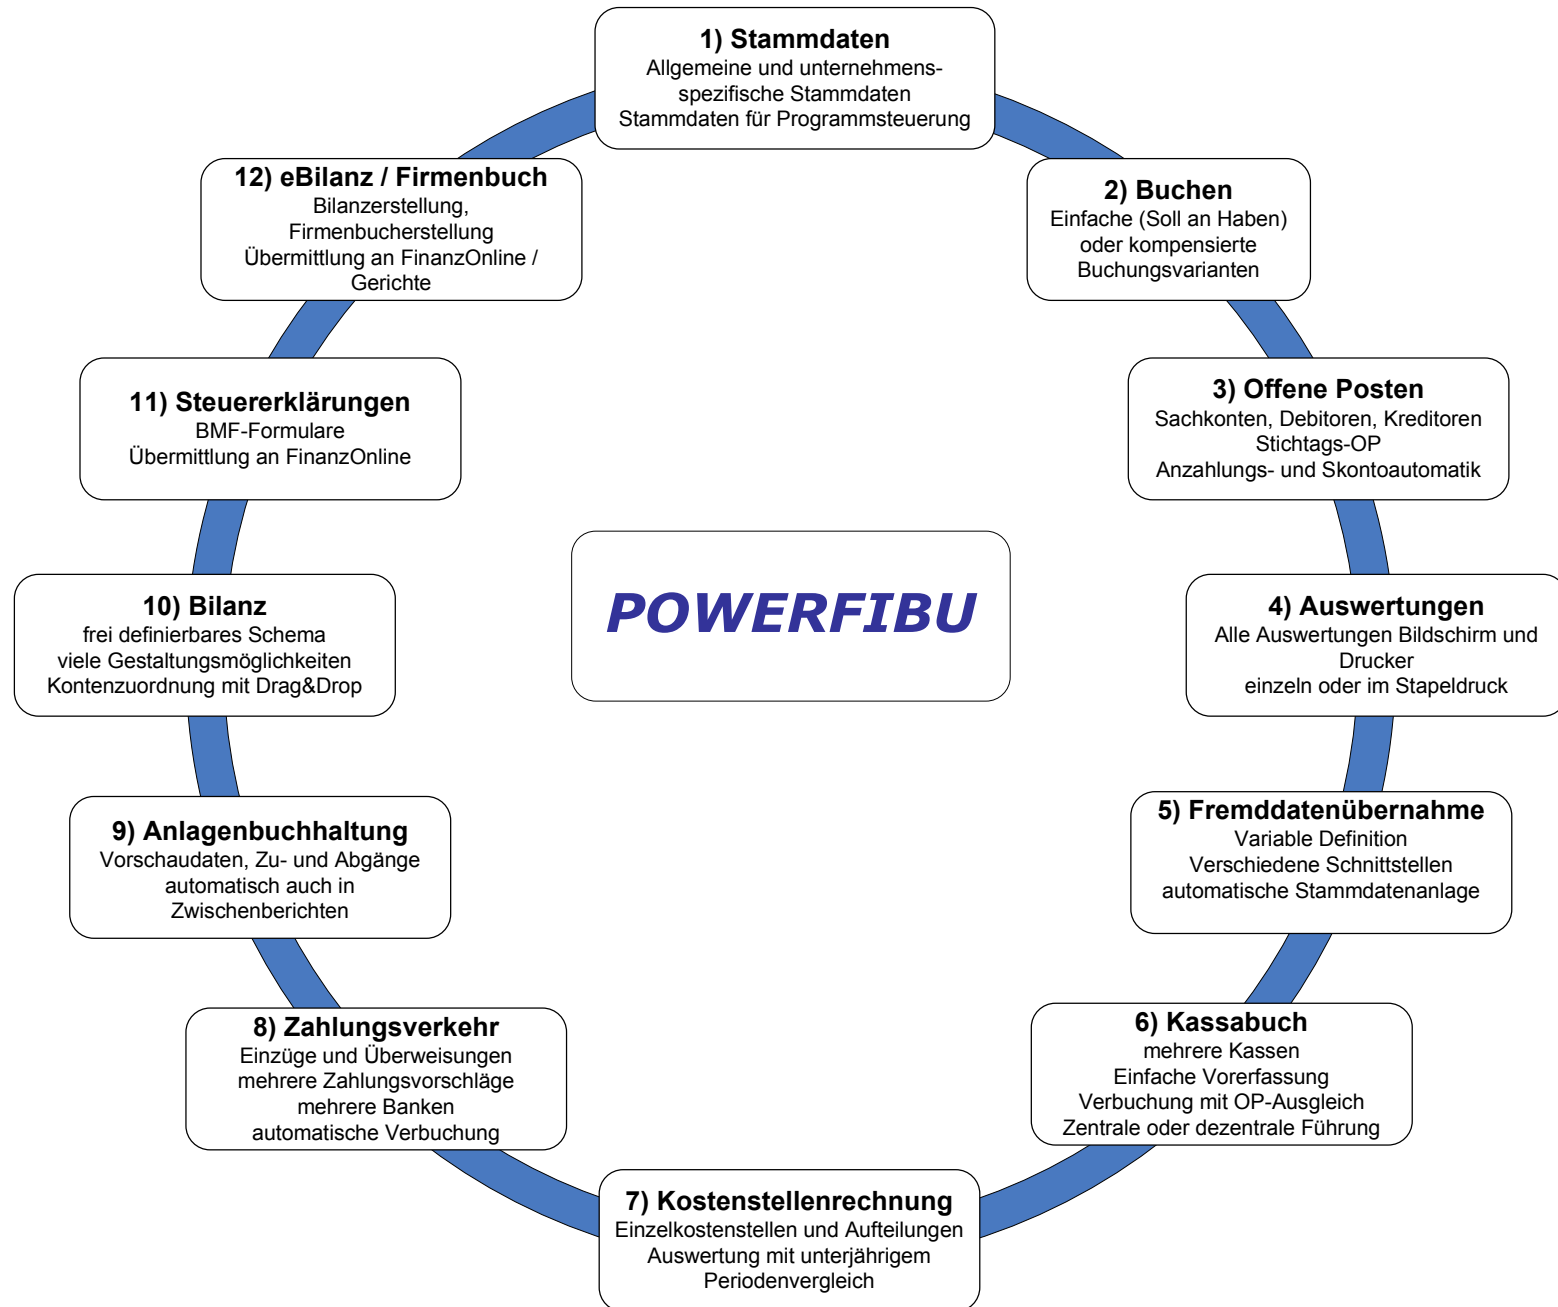 1) Stammdaten
Allgemeine und unternehmens-
spezifische Stammdaten
Stammdaten für Programmsteuerung
2) Buchen
Einfache (Soll an Haben)
oder kompensierte
Buchungsvarianten
3) Offene Posten
Sachkonten, Debitoren, Kreditoren
Stichtags-OP
Anzahlungs- und Skontoautomatik
4) Auswertungen
Alle Auswertungen Bildschirm und
Drucker
einzeln oder im Stapeldruck
5) Fremddatenübernahme
Variable Definition
Verschiedene Schnittstellen
automatische Stammdatenanlage
6) Kassabuch
mehrere Kassen
Einfache Vorerfassung
Verbuchung mit OP-Ausgleich
Zentrale oder dezentrale Führung
7) Kostenstellenrechnung
Einzelkostenstellen und Aufteilungen
Auswertung mit unterjährigem
Periodenvergleich
8) Zahlungsverkehr
Einzüge und Überweisungen
mehrere Zahlungsvorschläge
mehrere Banken
automatische Verbuchung
9) Anlagenbuchhaltung
Vorschaudaten, Zu- und Abgänge
automatisch auch in
Zwischenberichten
10) Bilanz
frei definierbares Schema
viele Gestaltungsmöglichkeiten
Kontenzuordnung mit Drag&Drop
11) Steuererklärungen
BMF-Formulare
Übermittlung an FinanzOnline
12) eBilanz / Firmenbuch
Bilanzerstellung,
Firmenbucherstellung
Übermittlung an FinanzOnline /
Gerichte
POWERFIBU